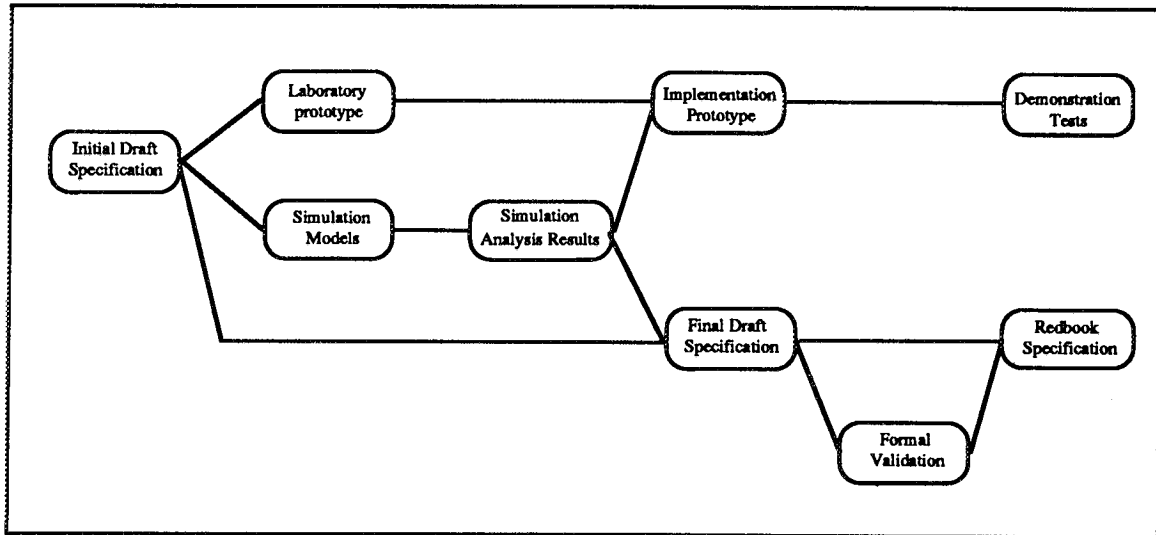 Laboratory
prototype
Implementation
Prototype
Demonstration
Tests
Initial Draft
Specification
Simulation
Models
Simulation
Analysis Results
Final Draft
Specification
Redbook
Specification
Formal
Validation